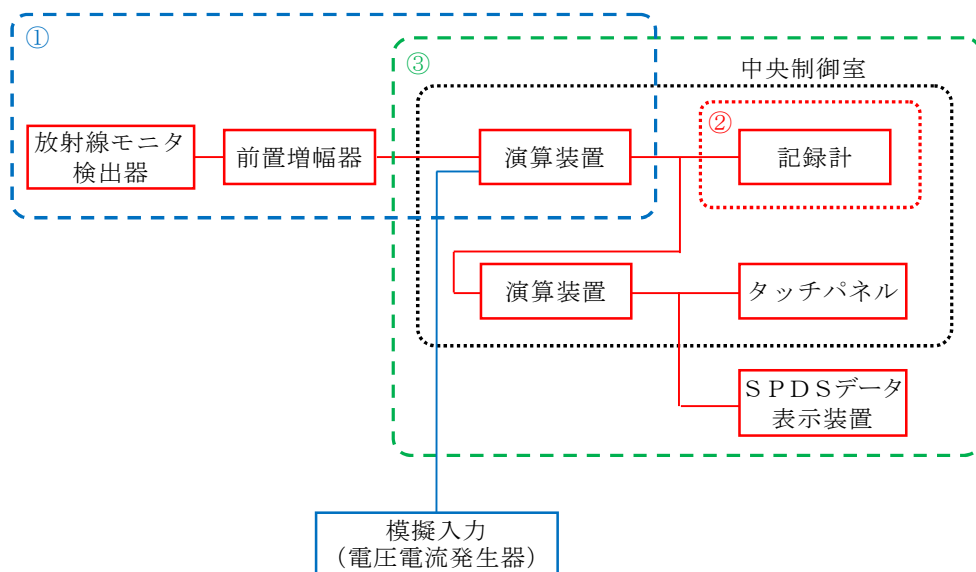 ①
③
中央制御室
②
放射線モニタ
検出器
前置増幅器
演算装置
記録計
演算装置
タッチパネル
ＳＰＤＳデータ
表示装置
模擬入力
（電圧電流発生器）